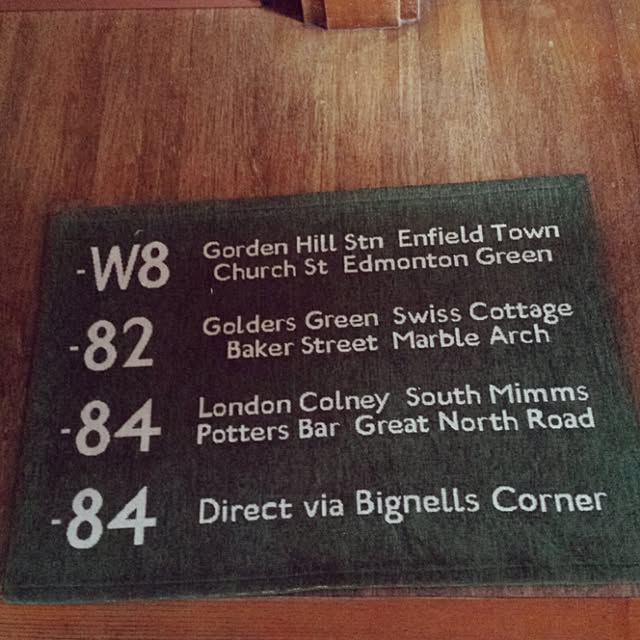 -W8 Gorden Hill Stn Enfield Town
Church St Edmonton Green
-82 Golders Green Swiss Cottage
Baker Street Marble Arch
-84 London Colney South Mimms
Potters Bar Great North Road
-84 Direct via Bignells Corner